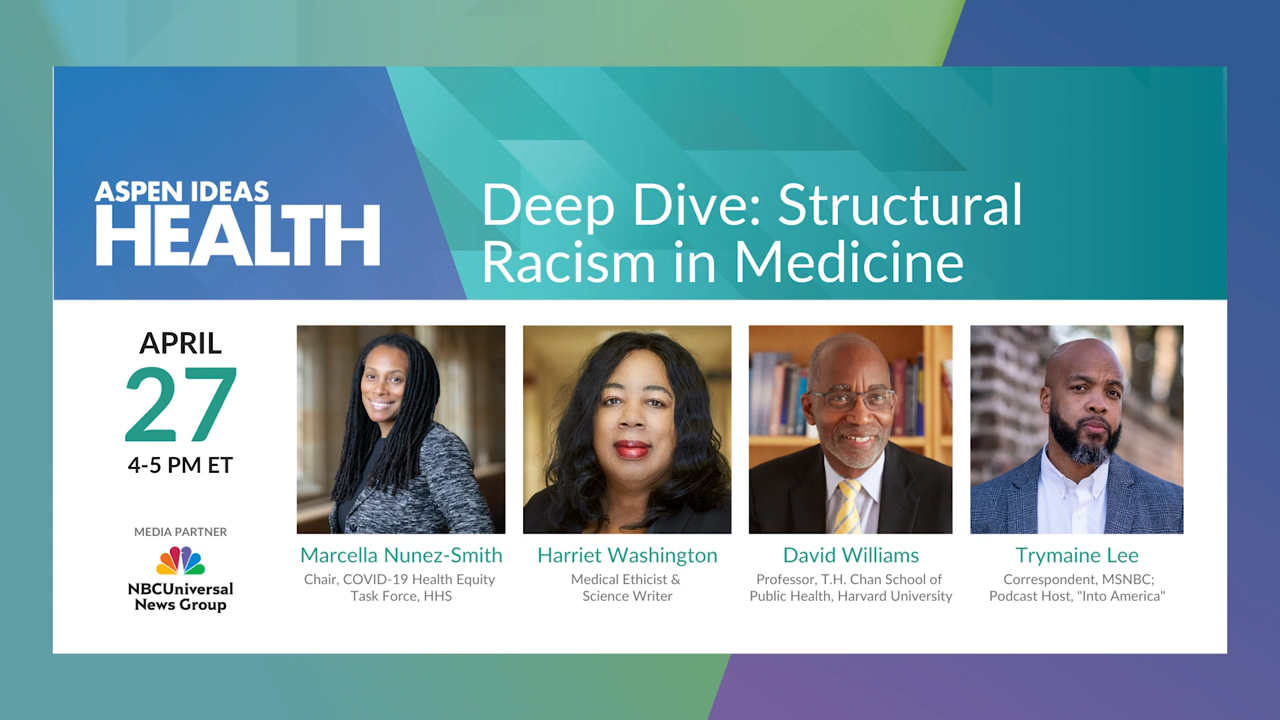 ASPEN IDEAS
HEALTH
Deep Dive: Structural
Racism in Medicine
APRIL
27
4-5 PM ET
MEDIA PARTNER
NBCUniversal
News Group
Marcella Nunez-Smith
Chair, COVID-19 Health Equity
Task Force, HHS
Harriet Washington
Medical Ethicist &
Science Writer
David Williams
Professor, T.H. Chan School of
Public Health, Harvard University
Trymaine Lee
Correspondent, MSNBC;
Podcast Host, "Into America"